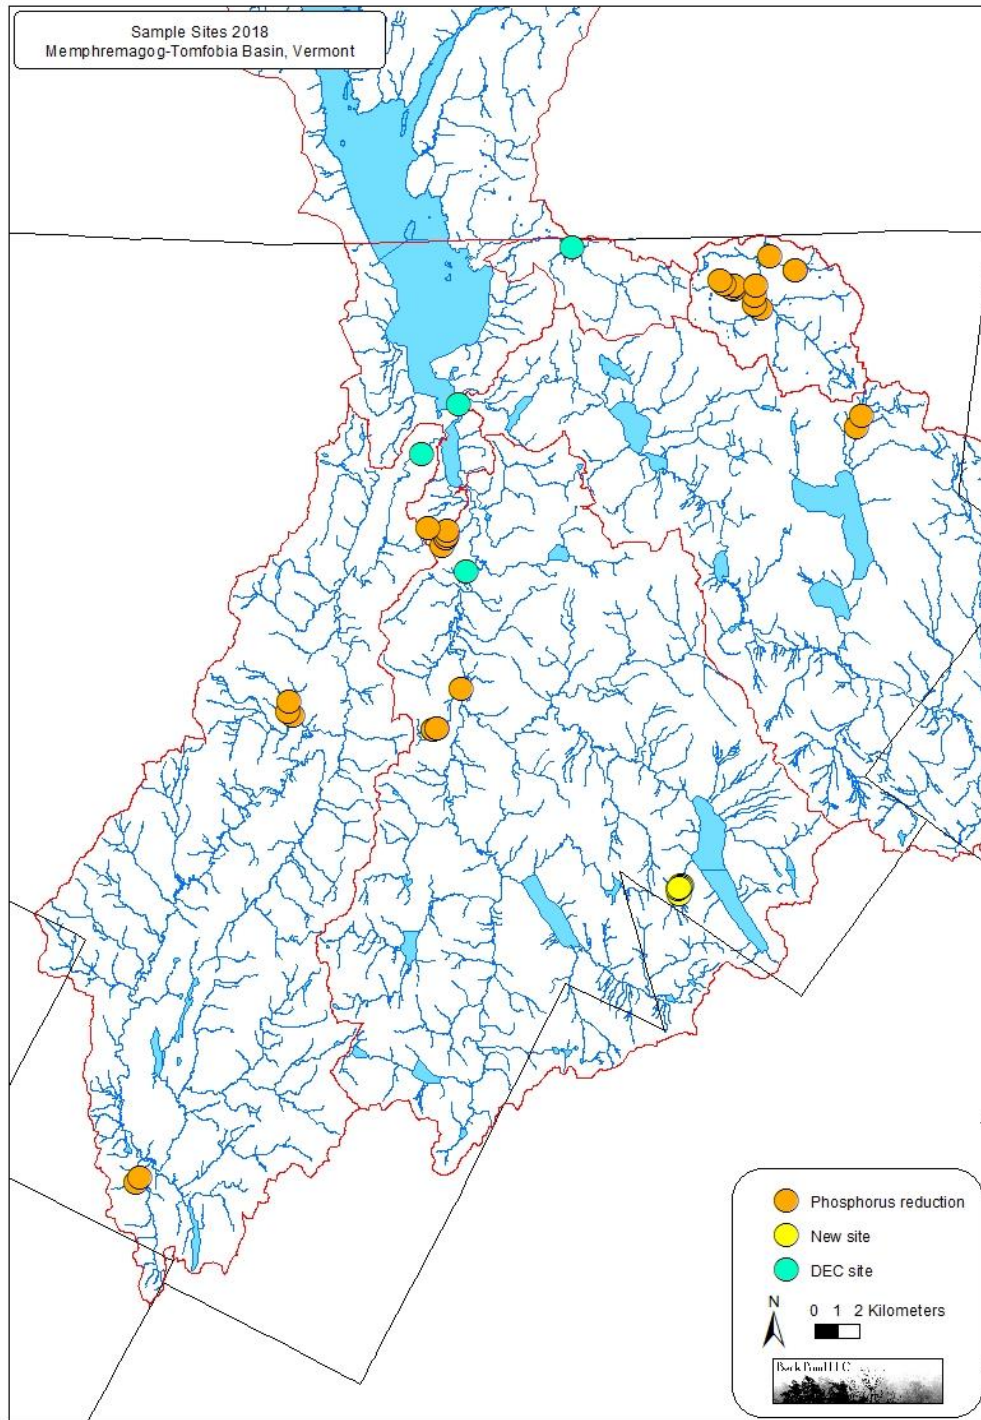 Sample Sites 2018
Memphremagog-Tomfobia Basin, Vermont
Phosphorus reduction
New site
DEC site
N
0 1 2 Kilometers